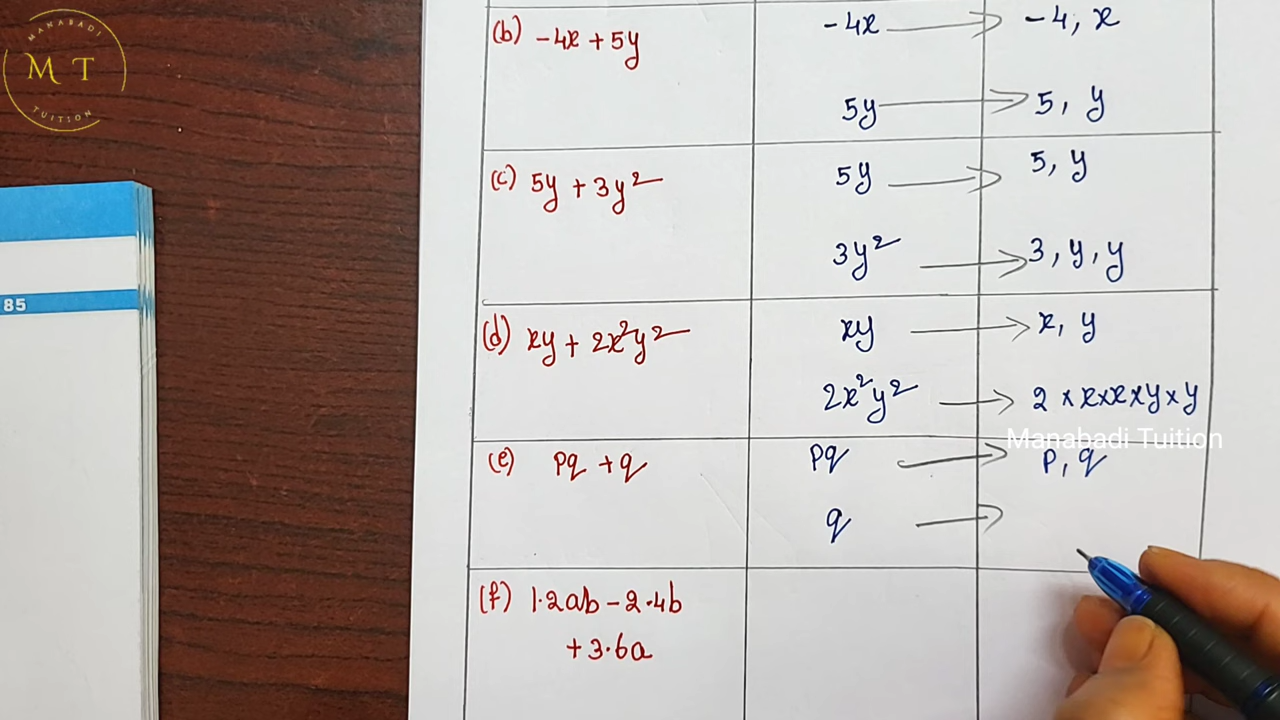 MANABADI
M T
TUITION
85
(b) -4x + 5y
-4x → -4, x
5y → 5, y
(c) 5y + 3y²
5y → 5, y
3y² → 3, y, y
(d) xy + 2x²y²
xy → x, y
2x²y² → 2 × x × x × y × y
Manabadi Tuition
(e) pq + q
pq → p, q
q →
(f) 1.2ab - 2.4b
+ 3.6a